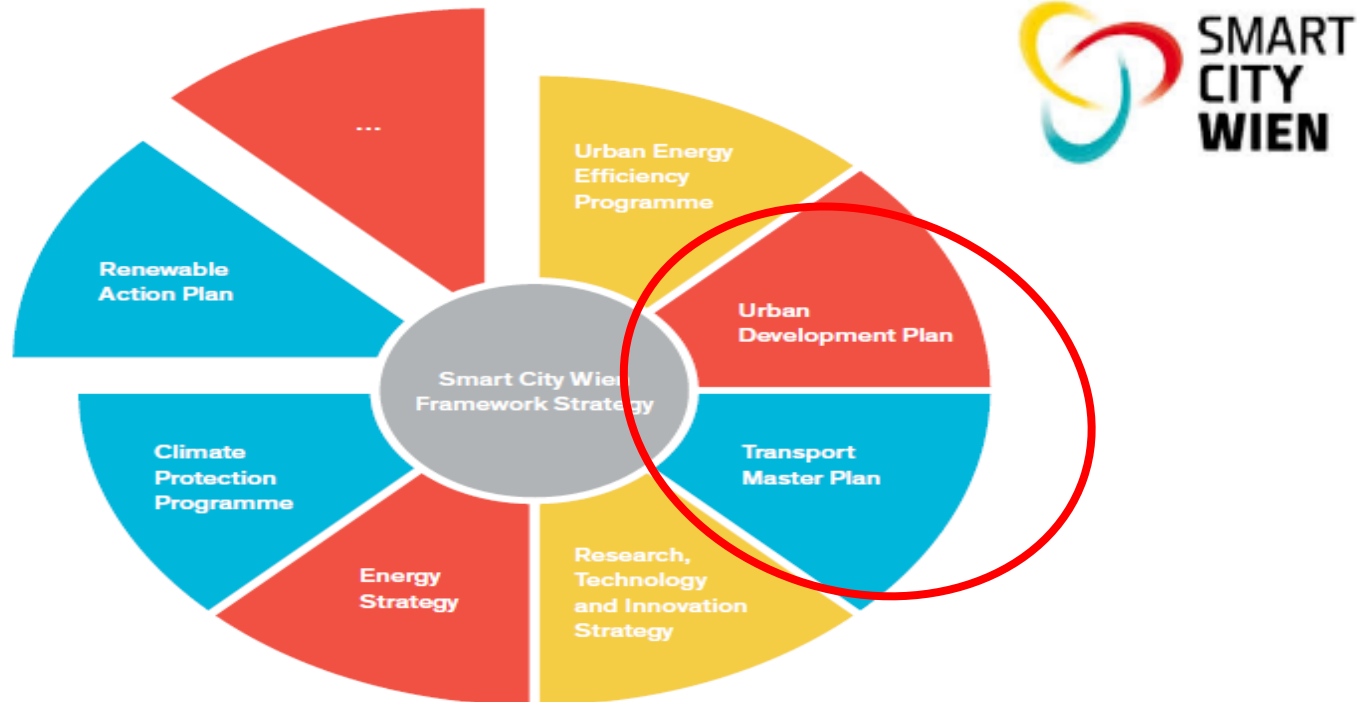 SMART
CITY
WIEN
...
Urban Energy
Efficiency
Programme
Renewable
Action Plan
Urban
Development Plan
Smart City Wien
Framework Strategy
Climate
Protection
Programme
Transport
Master Plan
Energy
Strategy
Research,
Technology
and Innovation
Strategy